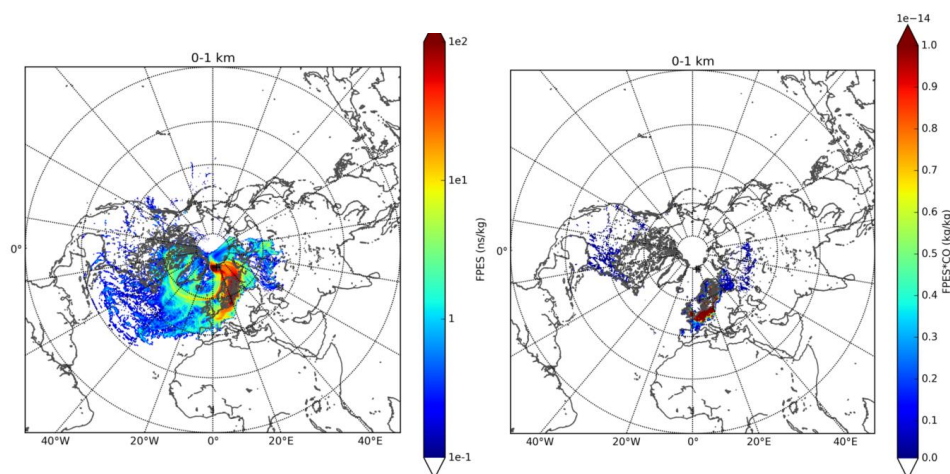 0-1 km
0°
40°W
20°W
0°
20°E
40°E
1e2
1e1
1
1e-1
FPES (ns/kg)
0-1 km
0°
40°W
20°W
0°
20°E
40°E
1e−14
1.0
0.9
0.8
0.7
0.6
0.5
0.4
0.3
0.2
0.1
0.0
FPES*CO (kg/kg)